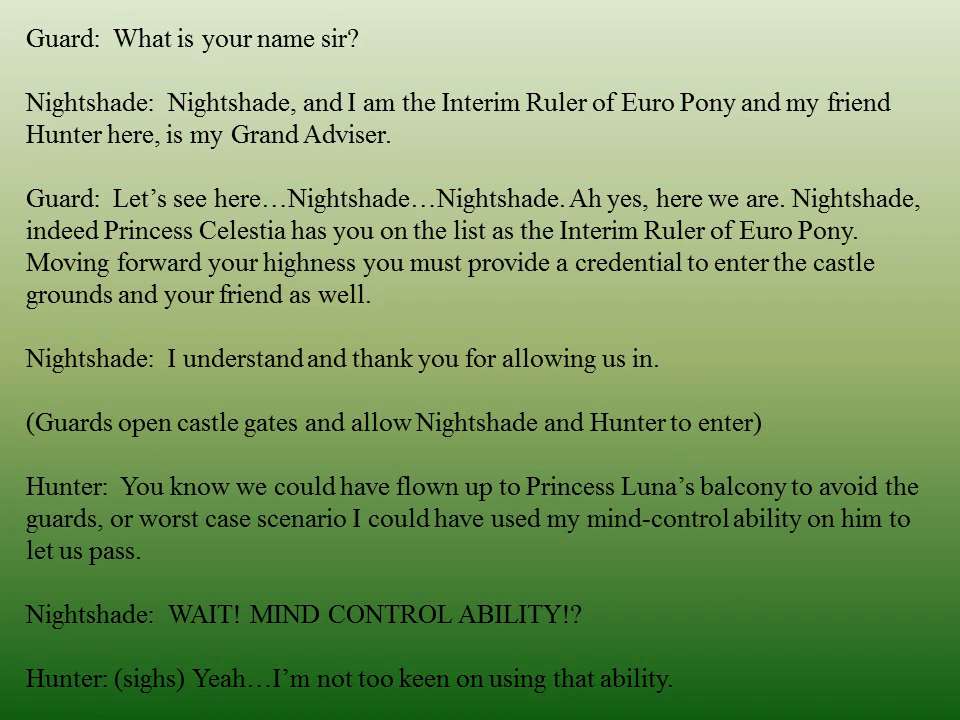 Guard:  What is your name sir?
Nightshade:  Nightshade, and I am the Interim Ruler of Euro Pony and my friend
Hunter here, is my Grand Adviser.
Guard:  Let’s see here…Nightshade…Nightshade. Ah yes, here we are. Nightshade,
indeed Princess Celestia has you on the list as the Interim Ruler of Euro Pony.
Moving forward your highness you must provide a credential to enter the castle
grounds and your friend as well.
Nightshade:  I understand and thank you for allowing us in.
(Guards open castle gates and allow Nightshade and Hunter to enter)
Hunter:  You know we could have flown up to Princess Luna’s balcony to avoid the
guards, or worst case scenario I could have used my mind-control ability on him to
let us pass.
Nightshade:  WAIT! MIND CONTROL ABILITY!?
Hunter: (sighs) Yeah…I’m not too keen on using that ability.